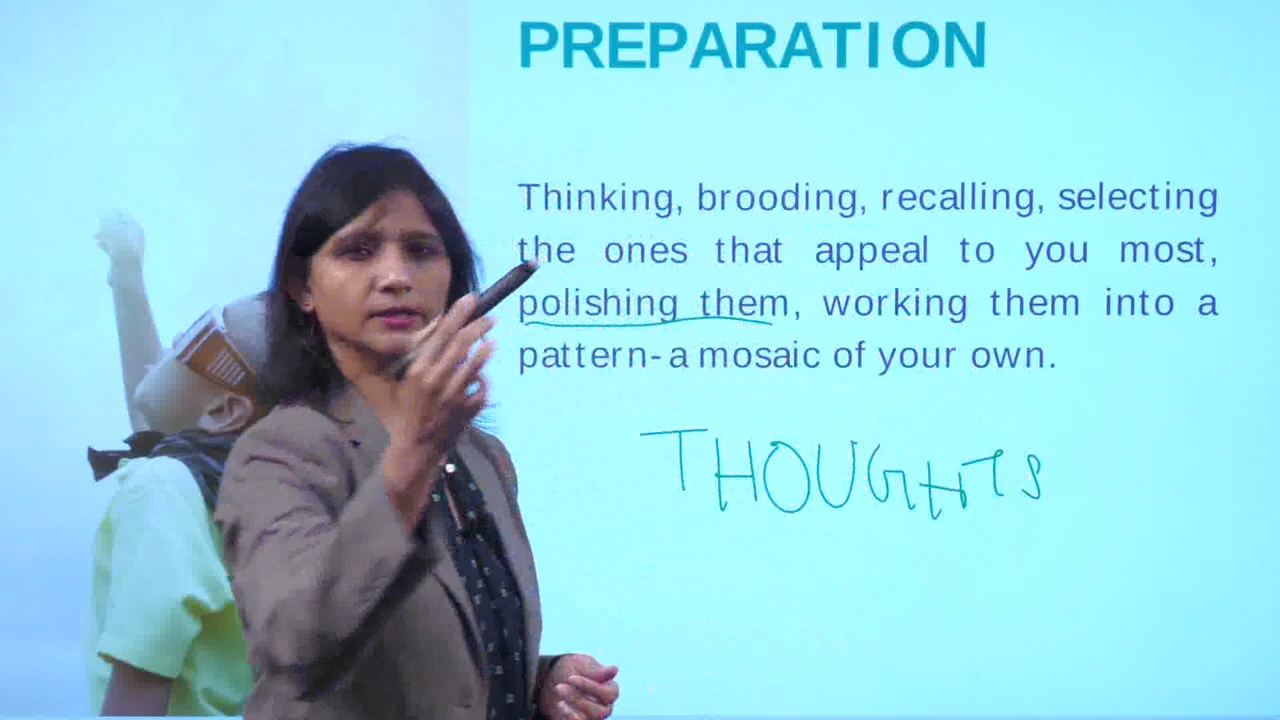 PREPARATION
Thinking, brooding, recalling, selecting
the ones that appeal to you most,
polishing them, working them into a
pattern-a mosaic of your own.
THOUGHTS